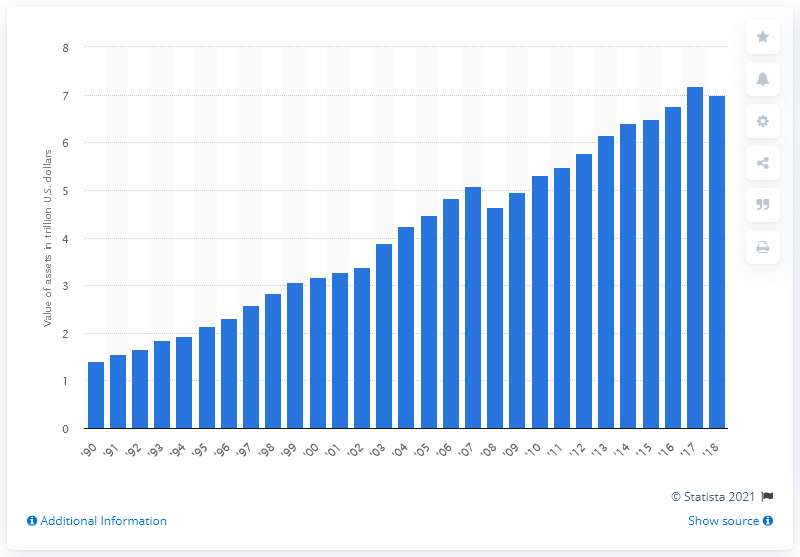 8
7
6
5
4
3
2
1
0
Value of assets in trillion U.S. dollars
'90 '91 '92 '93 '94 '95 '96 '97 '98 '99 '00 '01 '02 '03 '04 '05 '06 '07 '08 '09 '10 '11 '12 '13 '14 '15 '16 '17 '18
© Statista 2021
Additional Information
Show source